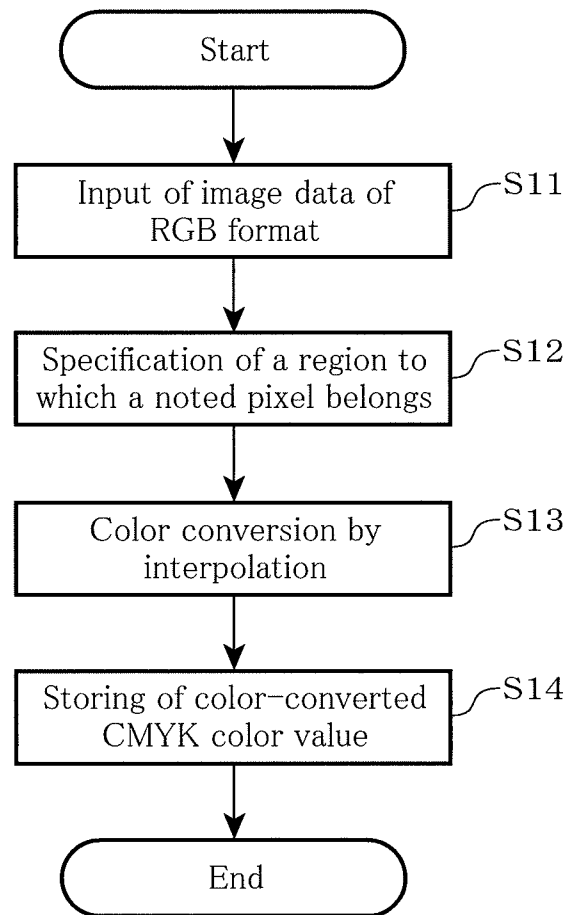 Start
Input of image data of
RGB format
S11
Specification of a region to
which a noted pixel belongs
S12
Color conversion by
interpolation
S13
Storing of color-converted
CMYK color value
S14
End